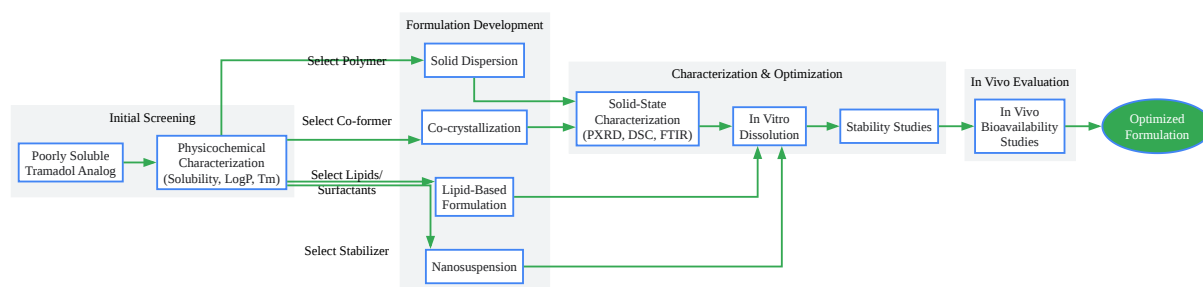 Initial Screening
Poorly Soluble
Tramadol Analog
Physicochemical
Characterization
(Solubility, LogP, Tm)
Select Polymer
Select Co-former
Select Lipids/
Surfactants
Select Stabilizer
Formulation Development
Solid Dispersion
Co-crystallization
Lipid-Based
Formulation
Nanosuspension
Characterization & Optimization
Solid-State
Characterization
(PXRD, DSC, FTIR)
In Vitro
Dissolution
Stability Studies
In Vivo Evaluation
In Vivo
Bioavailability
Studies
Optimized
Formulation